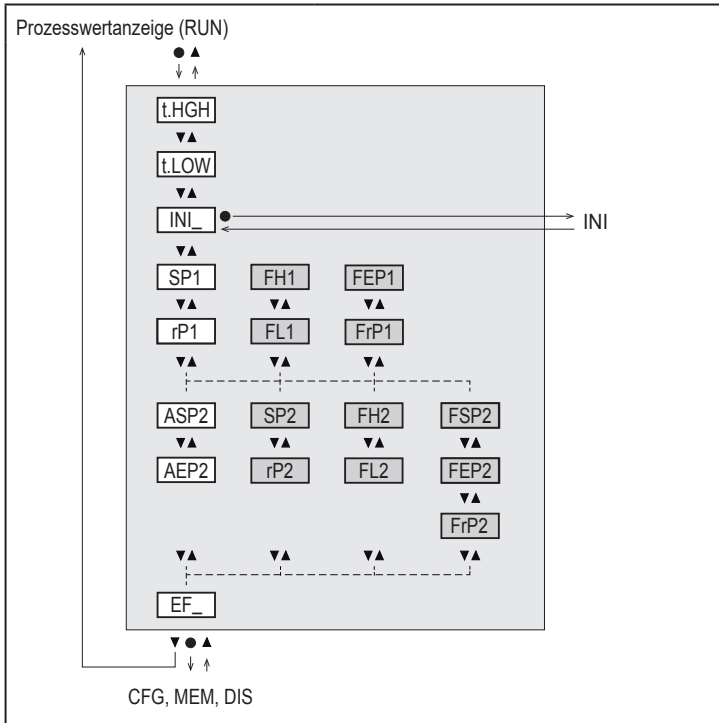 Prozesswertanzeige (RUN)
t.HGH
t.LOW
INI_ INI
SP1 FH1 FEP1
rP1 FL1 FrP1
ASP2 SP2 FH2 FSP2
AEP2 rP2 FL2 FEP2
FrP2
EF_
CFG, MEM, DIS